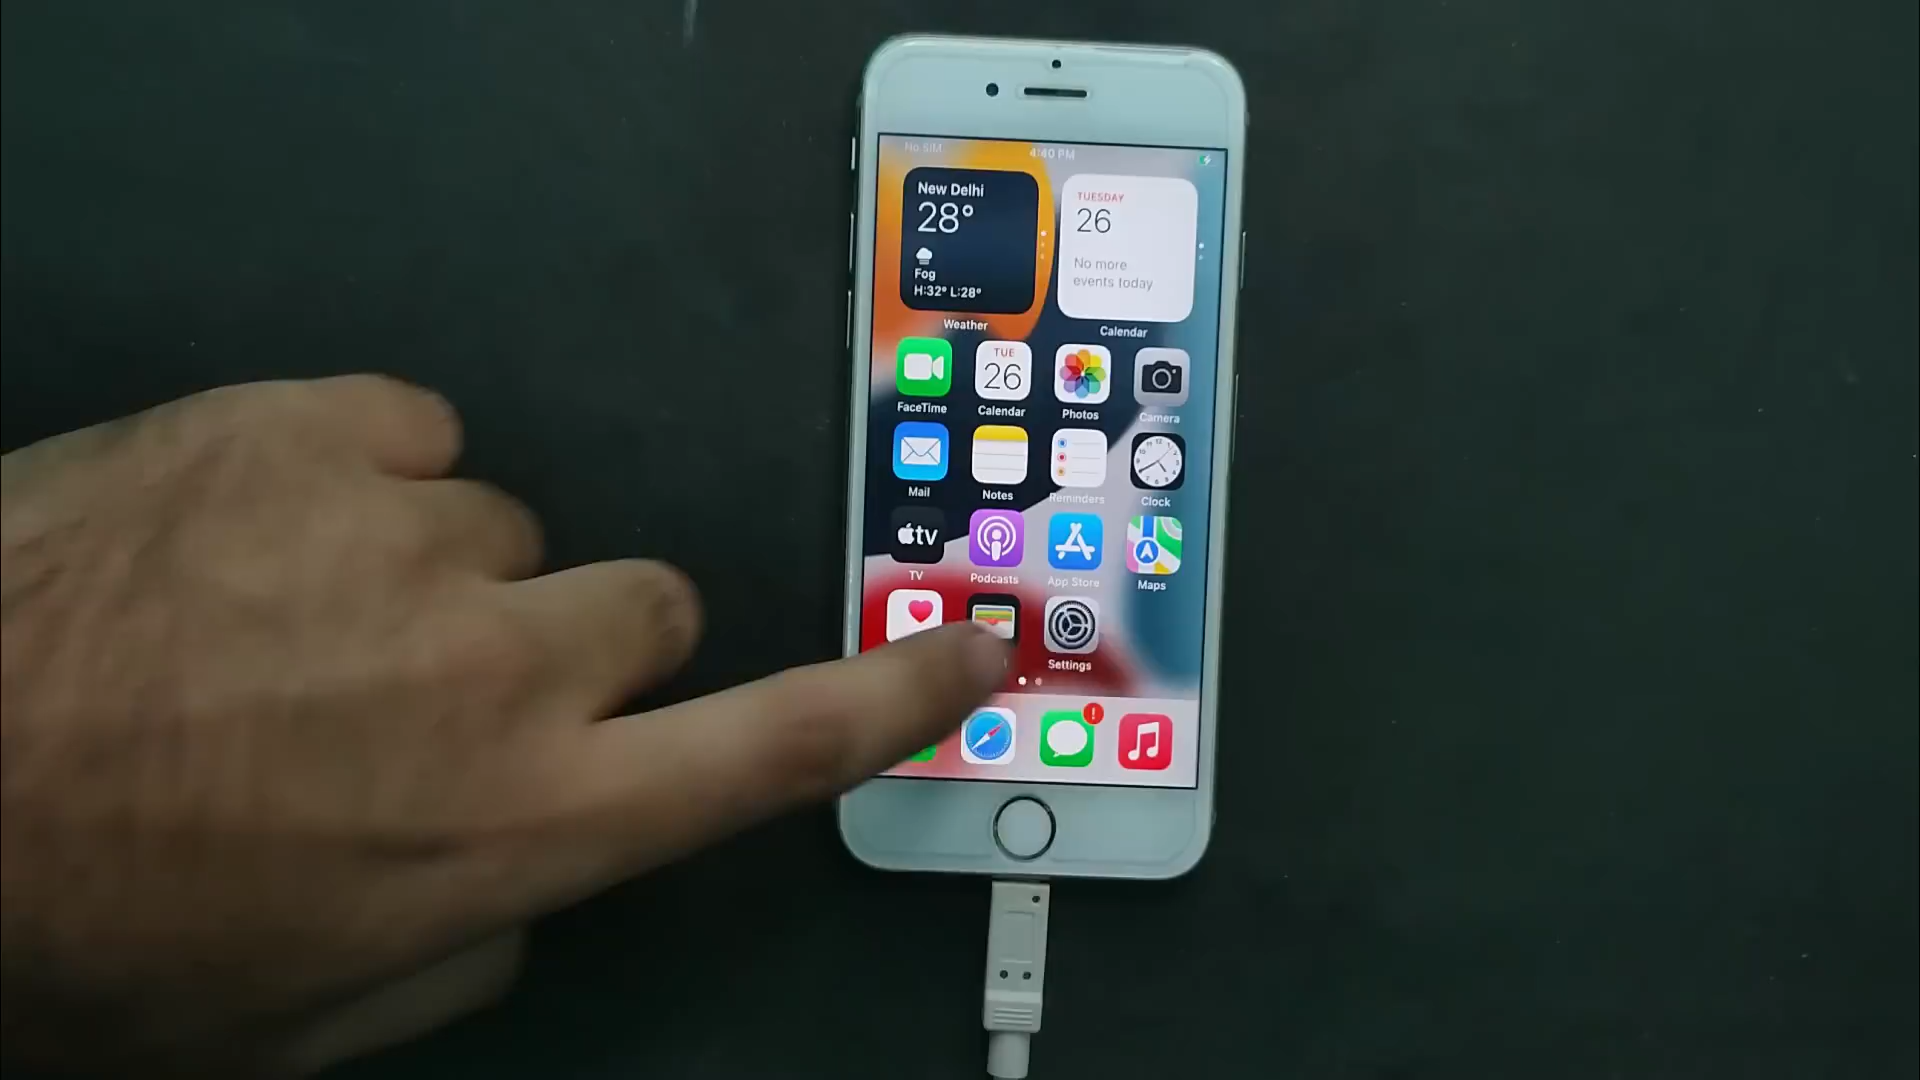 No SIM
4:40 PM
New Delhi
28°
Fog
H:32° L:28°
Weather
TUESDAY
26
No more
events today
Calendar
FaceTime
TUE
26
Calendar
Photos
Camera
Mail
Notes
Reminders
Clock
tv
TV
Podcasts
App Store
Maps
Settings
!